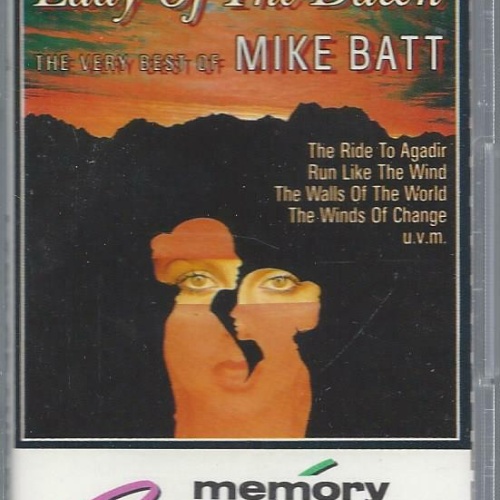 Lady Of The Dawn
THE VERY BEST OF MIKE BATT
The Ride To Agadir
Run Like The Wind
The Walls Of The World
The Winds Of Change
u.v.m.
memory